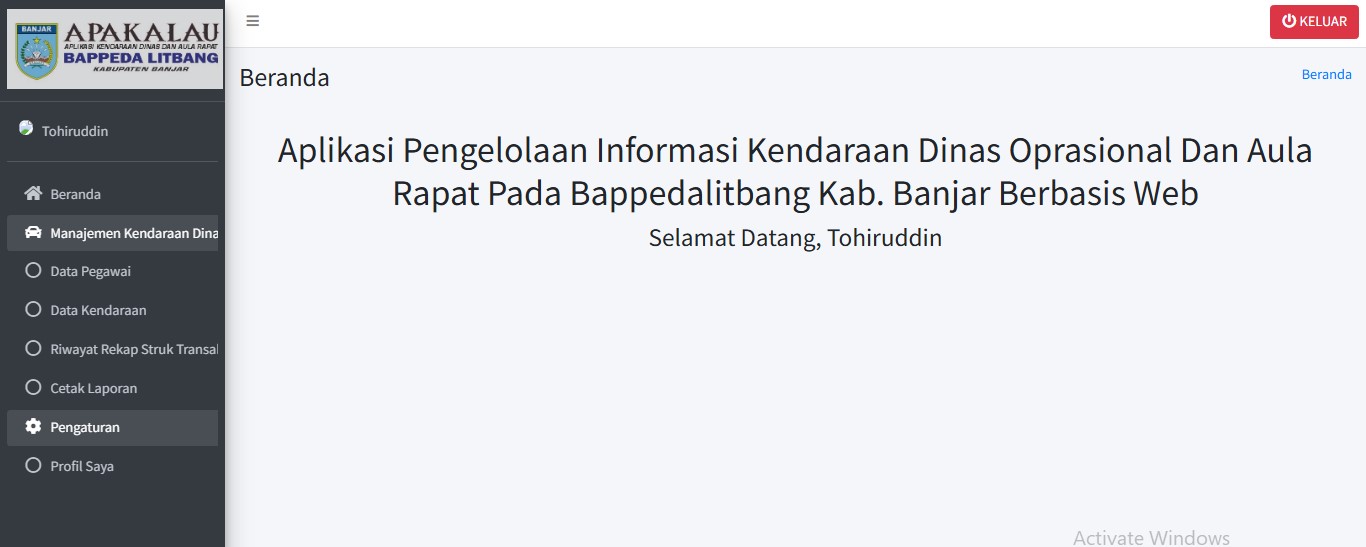 BANJAR
APAKALAU
APLIKASI KENDARAAN DINAS DAN AULA RAPAT
BAPPEDA LITBANG
KABUPATEN BANJAR
KELUAR
Beranda
Beranda
Tohiruddin
Beranda
Manajemen Kendaraan Dina
Data Pegawai
Data Kendaraan
Riwayat Rekap Struk Transal
Cetak Laporan
Pengaturan
Profil Saya
Aplikasi Pengelolaan Informasi Kendaraan Dinas Oprasional Dan Aula
Rapat Pada Bappedalitbang Kab. Banjar Berbasis Web
Selamat Datang, Tohiruddin
Activate Windows